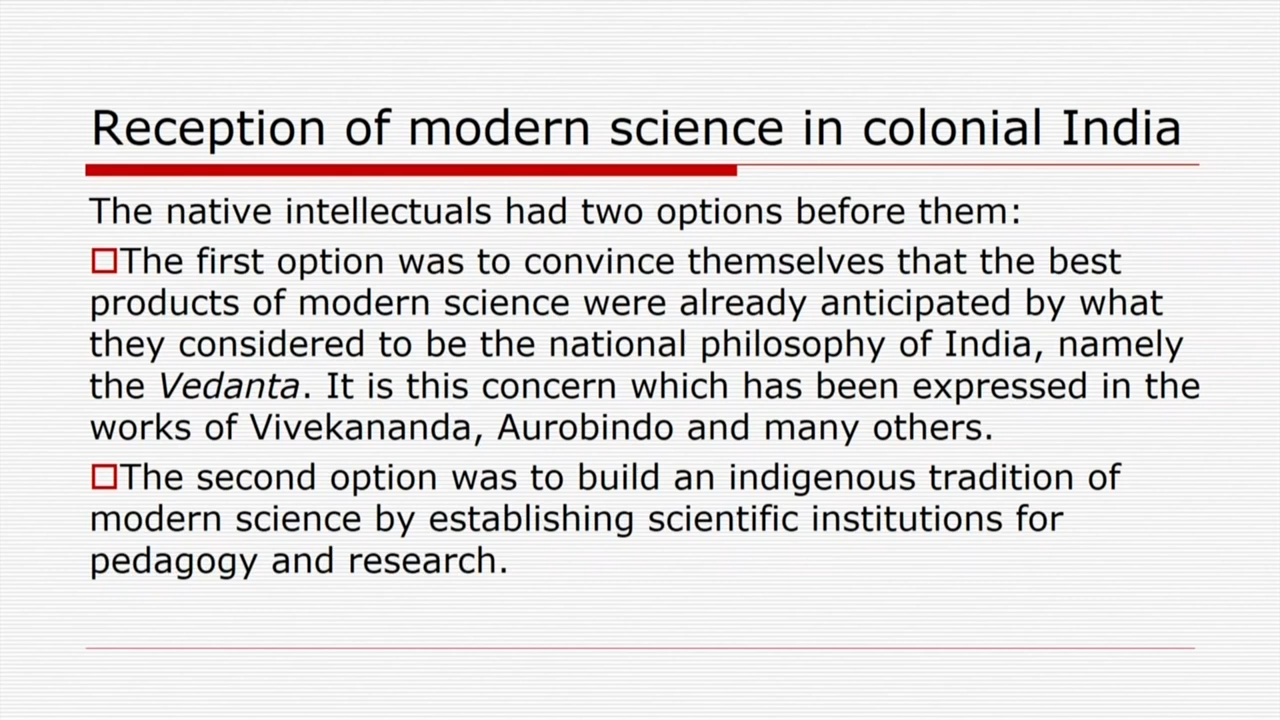 Reception of modern science in colonial India
The native intellectuals had two options before them:
The first option was to convince themselves that the best
products of modern science were already anticipated by what
they considered to be the national philosophy of India, namely
the Vedanta. It is this concern which has been expressed in the
works of Vivekananda, Aurobindo and many others.
The second option was to build an indigenous tradition of
modern science by establishing scientific institutions for
pedagogy and research.